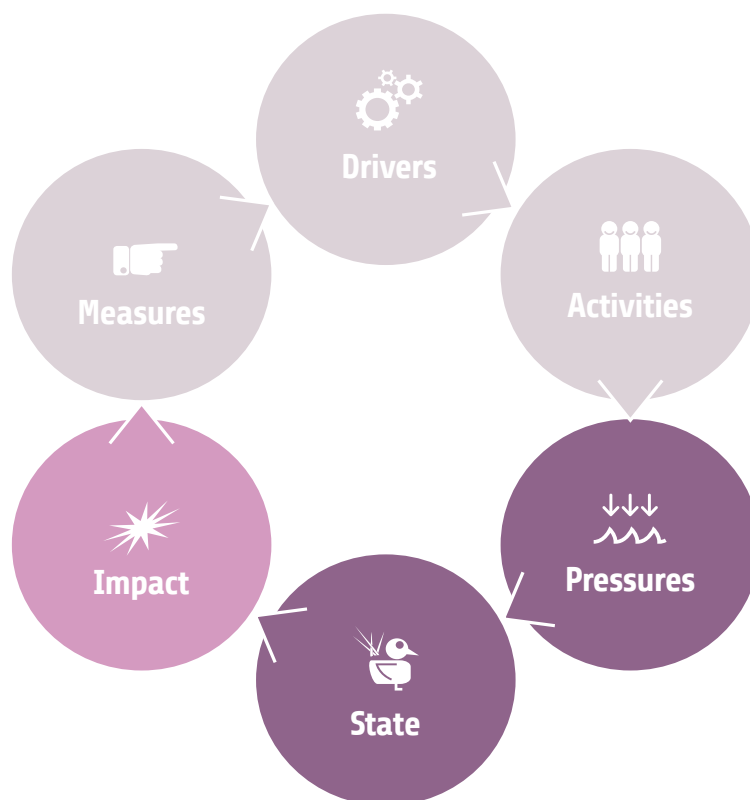 Drivers
Activities
Pressures
State
Impact
Measures